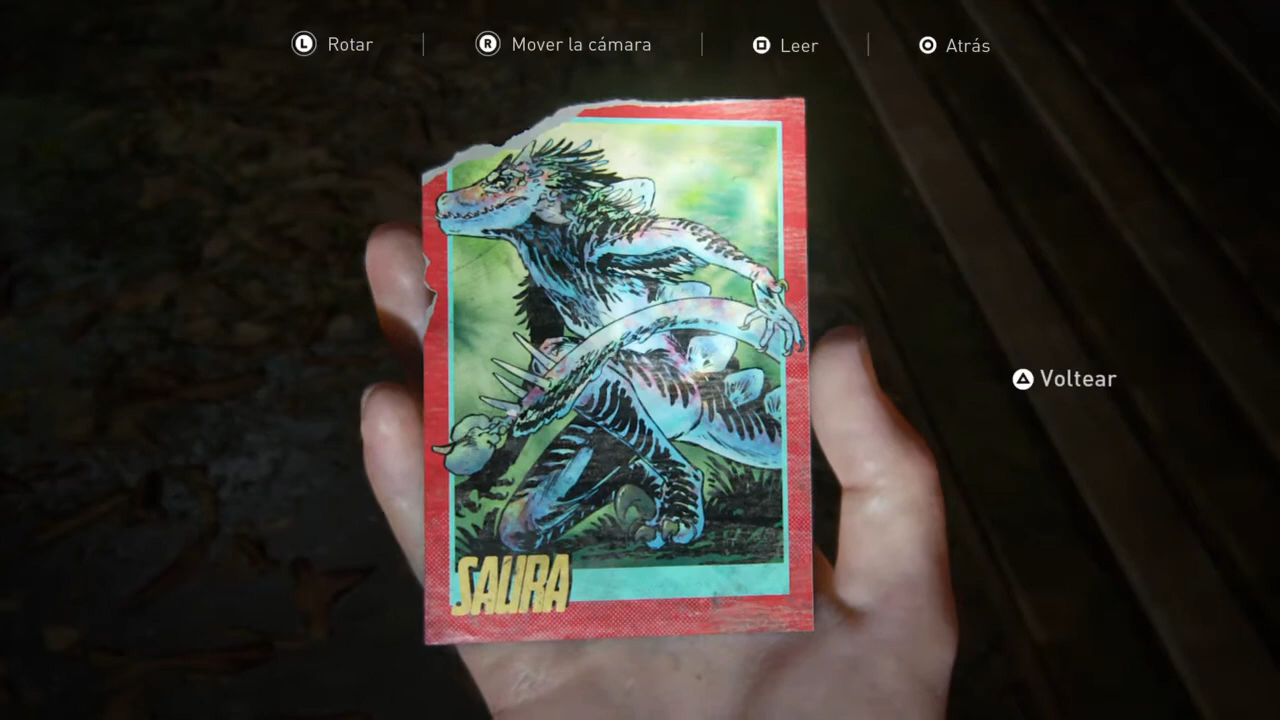 L Rotar
R Mover la cámara
Leer
Atrás
Voltear
SAURA